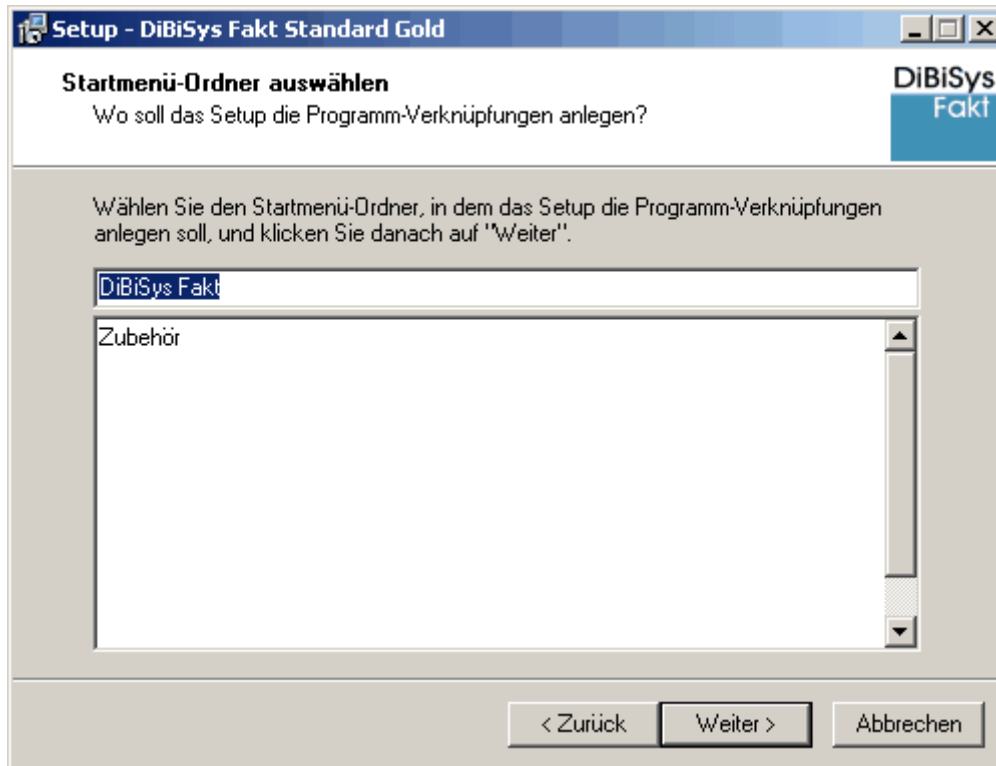 Setup - DiBiSys Fakt Standard Gold
Startmenü-Ordner auswählen
Wo soll das Setup die Programm-Verknüpfungen anlegen?
DiBiSys
Fakt
Wählen Sie den Startmenü-Ordner, in dem das Setup die Programm-Verknüpfungen
anlegen soll, und klicken Sie danach auf "Weiter".
DiBiSys Fakt
Zubehör
< Zurück
Weiter >
Abbrechen